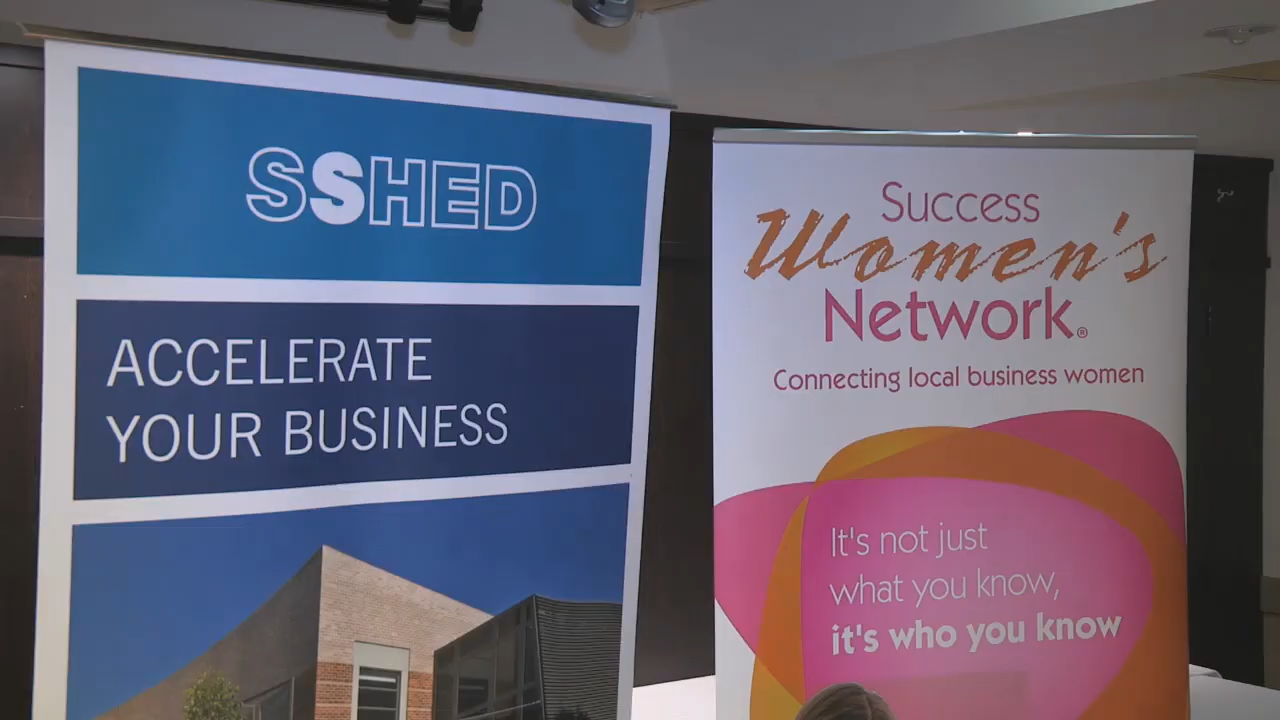 SSHED
ACCELERATE
YOUR BUSINESS
Success
Women's
Network®
Connecting local business women
It's not just
what you know,
it's who you know